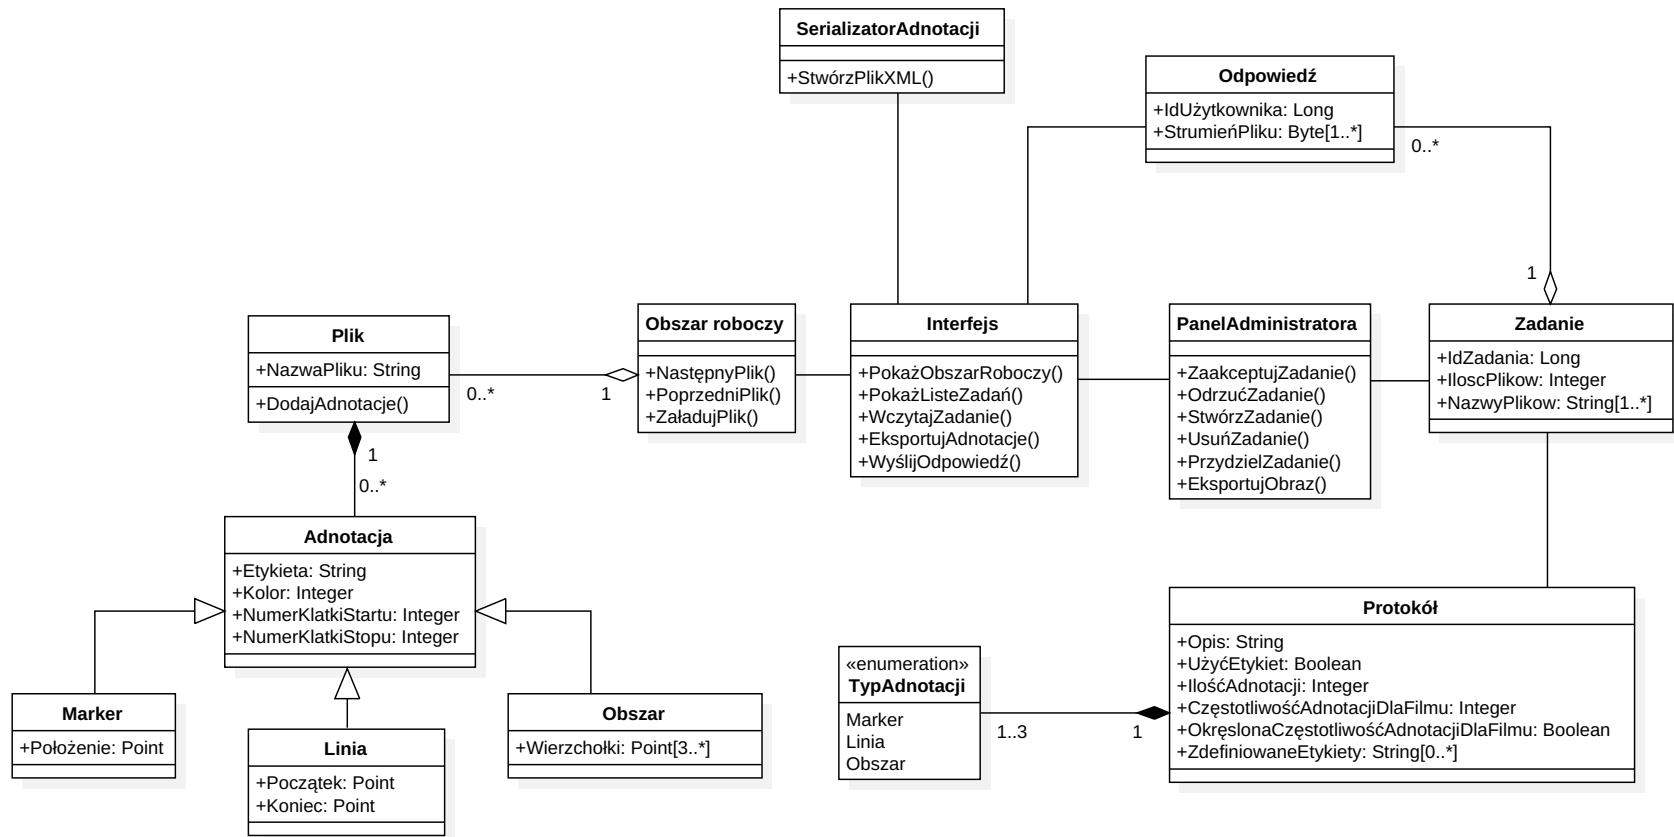 SerializatorAdnotacji
+StwórzPlikXML()
Odpowiedź
+IdUżytkownika: Long
+StrumieńPliku: Byte[1..*]
0..*
1
Plik
+NazwaPliku: String
+DodajAdnotacje()
0..*
1
Obszar roboczy
+NastępnyPlik()
+PoprzedniPlik()
+ZaładujPlik()
Interfejs
+PokażObszarRoboczy()
+PokażListeZadań()
+WczytajZadanie()
+EksportujAdnotacje()
+WyślijOdpowiedź()
PanelAdministratora
+ZaakceptujZadanie()
+OdrzućZadanie()
+StwórzZadanie()
+UsuńZadanie()
+PrzydzielZadanie()
+EksportujObraz()
Zadanie
+IdZadania: Long
+IloscPlikow: Integer
+NazwyPlikow: String[1..*]
1
0..*
Adnotacja
+Etykieta: String
+Kolor: Integer
+NumerKlatkiStartu: Integer
+NumerKlatkiStopu: Integer
Marker
+Położenie: Point
Linia
+Początek: Point
+Koniec: Point
Obszar
+Wierzchołki: Point[3..*]
«enumeration»
TypAdnotacji
Marker
Linia
Obszar
1..3
1
Protokół
+Opis: String
+UżyćEtykiet: Boolean
+IlośćAdnotacji: Integer
+CzęstotliwośćAdnotacjiDlaFilmu: Integer
+OkręslonaCzęstotliwośćAdnotacjiDlaFilmu: Boolean
+ZdefiniowaneEtykiety: String[0..*]